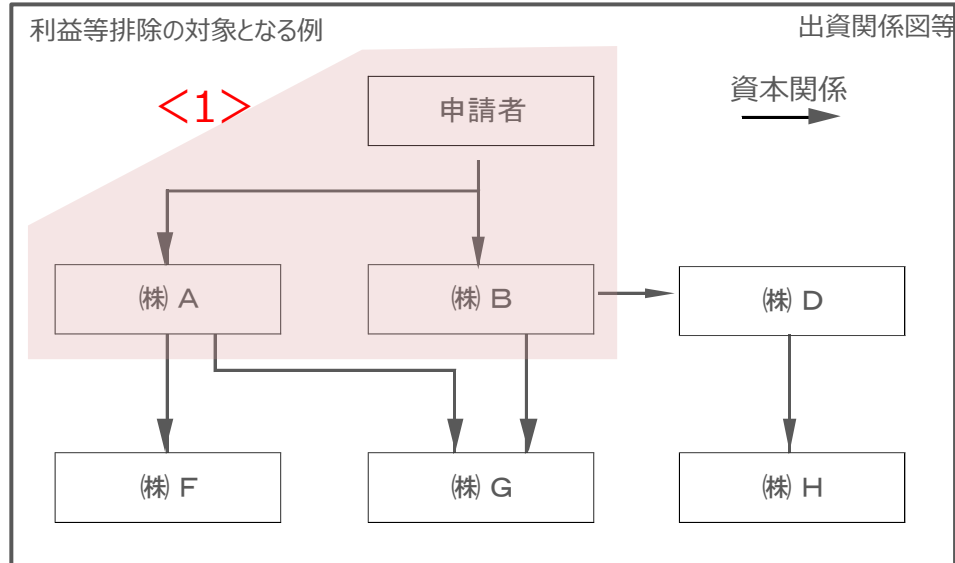 利益等排除の対象となる例
出資関係図等
<1>
申請者
資本関係
㈱ A
㈱ B
㈱ D
㈱ F
㈱ G
㈱ H